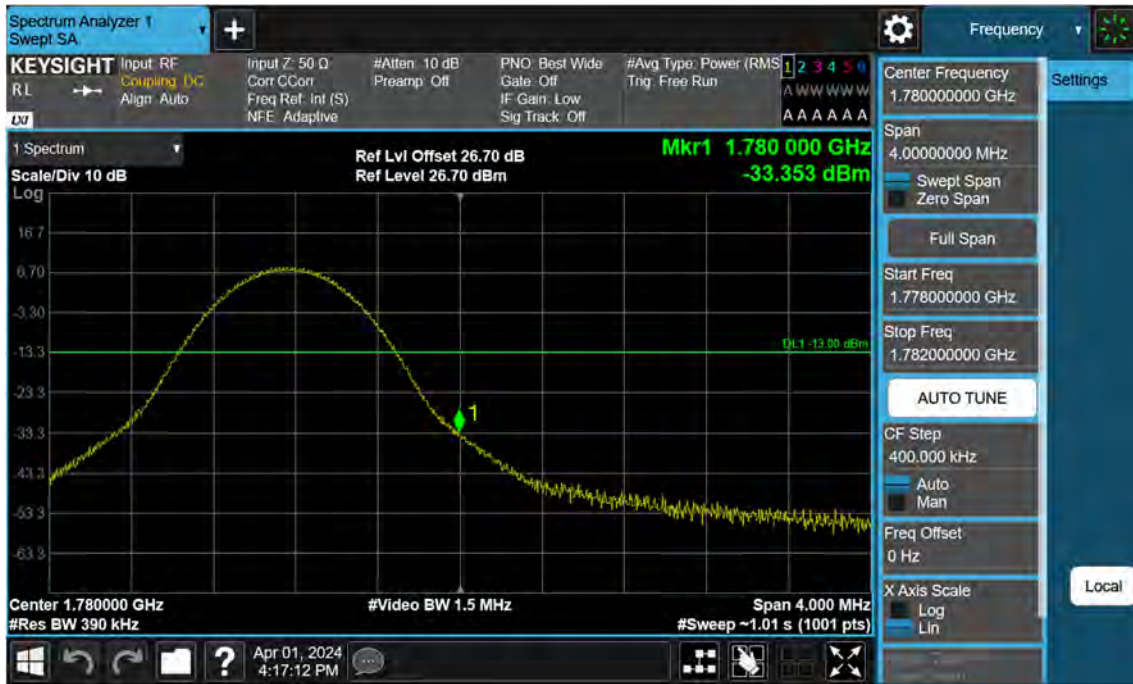 Spectrum Analyzer 1
Swept SA
Frequency
KEYSIGHT
RL
LXI
Input: RF
Coupling: DC
Align: Auto
Input Z: 50 Ω
Corr CCorr
Freq Ref: Int (S)
NFE: Adaptive
#Atten: 10 dB
Preamp: Off
PNO: Best Wide
Gate: Off
IF Gain: Low
Sig Track: Off
#Avg Type: Power (RMS
Trig: Free Run
1 2 3 4 5 6
A W W W W W
A A A A A A
1 Spectrum
Scale/Div 10 dB
Ref Lvl Offset 26.70 dB
Ref Level 26.70 dBm
Mkr1 1.780 000 GHz
-33.353 dBm
Log
16.7
6.70
-3.30
-13.3
-23.3
-33.3
-43.3
-53.3
-63.3
DL1 -13.00 dBm
1
Center 1.780000 GHz
#Res BW 390 kHz
#Video BW 1.5 MHz
Span 4.000 MHz
#Sweep ~1.01 s (1001 pts)
Center Frequency
1.780000000 GHz
Span
4.00000000 MHz
Swept Span
Zero Span
Full Span
Start Freq
1.778000000 GHz
Stop Freq
1.782000000 GHz
AUTO TUNE
CF Step
400.000 kHz
Auto
Man
Freq Offset
0 Hz
X Axis Scale
Log
Lin
Settings
Local
?
Apr 01, 2024
4:17:12 PM